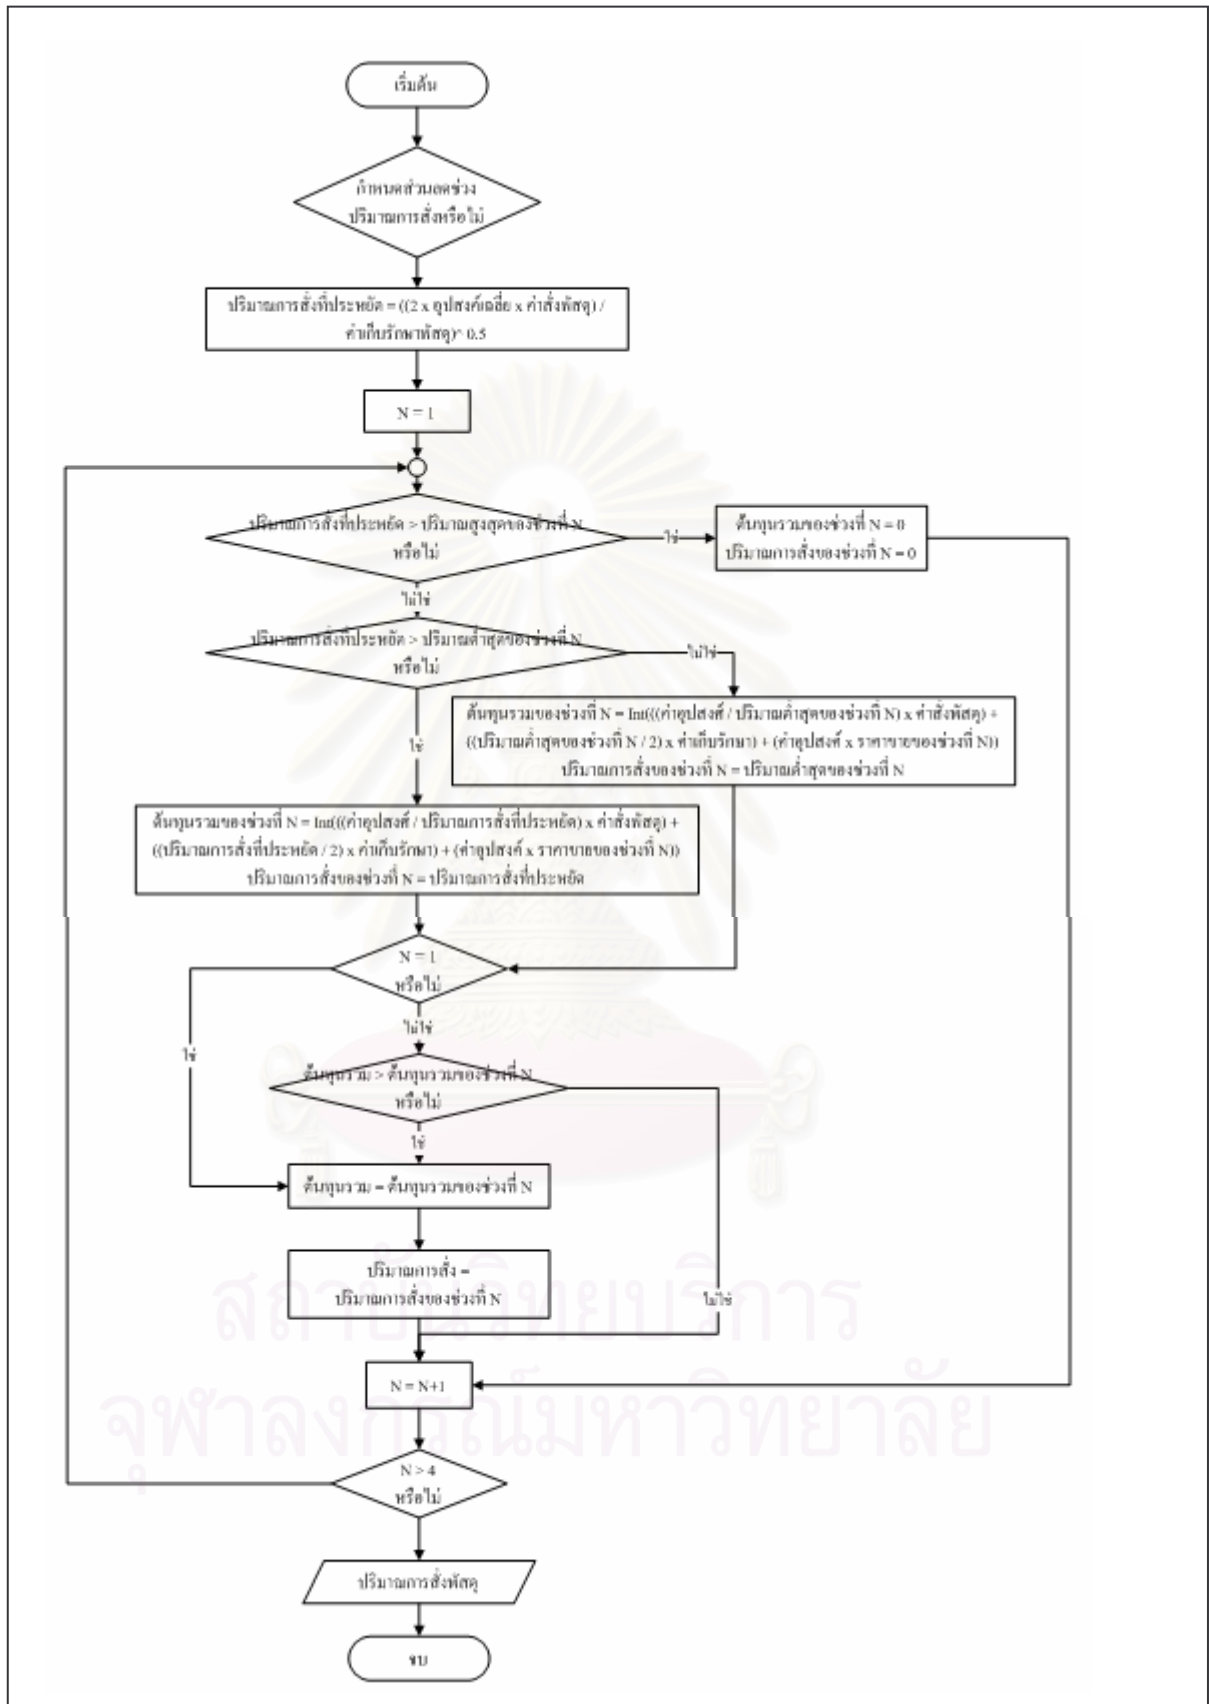 เริ่มต้น
กำหนดส่วนลดช่วง
ปริมาณการสั่งหรือไม่
ปริมาณการสั่งที่ประหยัด = ((2 x อุปสงค์เฉลี่ย x ค่าสั่งพัสดุ) /
ค่าเก็บรักษาพัสดุ)^ 0.5
N = 1
ปริมาณการสั่งที่ประหยัด > ปริมาณสูงสุดของช่วงที่ N
หรือไม่
ใช่
ต้นทุนรวมของช่วงที่ N = 0
ปริมาณการสั่งของช่วงที่ N = 0
ไม่ใช่
ปริมาณการสั่งที่ประหยัด > ปริมาณต่ำสุดของช่วงที่ N
หรือไม่
ไม่ใช่
ต้นทุนรวมของช่วงที่ N = Int(((ค่าอุปสงค์ / ปริมาณต่ำสุดของช่วงที่ N) x ค่าสั่งพัสดุ) +
((ปริมาณต่ำสุดของช่วงที่ N / 2) x ค่าเก็บรักษา) + (ค่าอุปสงค์ x ราคาขายของช่วงที่ N))
ปริมาณการสั่งของช่วงที่ N = ปริมาณต่ำสุดของช่วงที่ N
ใช่
ต้นทุนรวมของช่วงที่ N = Int(((ค่าอุปสงค์ / ปริมาณการสั่งที่ประหยัด) x ค่าสั่งพัสดุ) +
((ปริมาณการสั่งที่ประหยัด / 2) x ค่าเก็บรักษา) + (ค่าอุปสงค์ x ราคาขายของช่วงที่ N))
ปริมาณการสั่งของช่วงที่ N = ปริมาณการสั่งที่ประหยัด
N = 1
หรือไม่
ไม่ใช่
ใช่
ต้นทุนรวม > ต้นทุนรวมของช่วงที่ N
หรือไม่
ใช่
ต้นทุนรวม = ต้นทุนรวมของช่วงที่ N
ปริมาณการสั่ง =
ปริมาณการสั่งของช่วงที่ N
ไม่ใช่
สถาบันวิทยบริการ
N = N+1
จุฬาลงกรณ์มหาวิทยาลัย
N > 4
หรือไม่
ปริมาณการสั่งพัสดุ
จบ